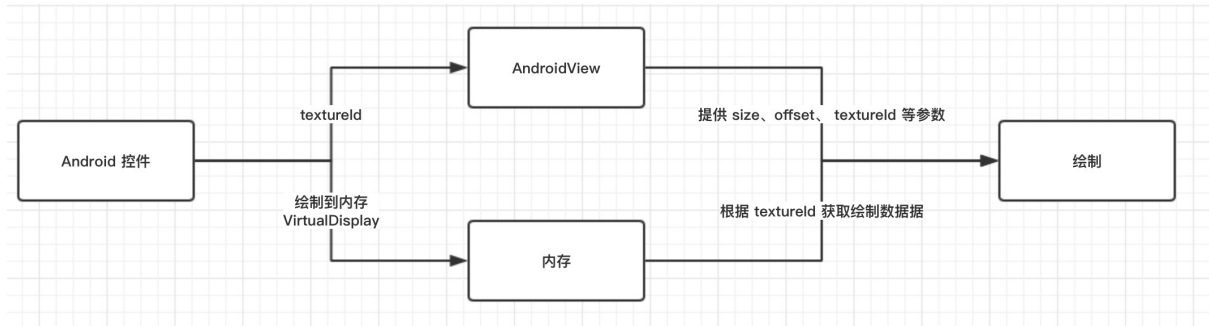 AndroidView
textureId
提供 size、offset、 textureId 等参数
Android 控件
绘制
绘制到内存
VirtualDisplay
根据 textureId 获取绘制数据据
内存